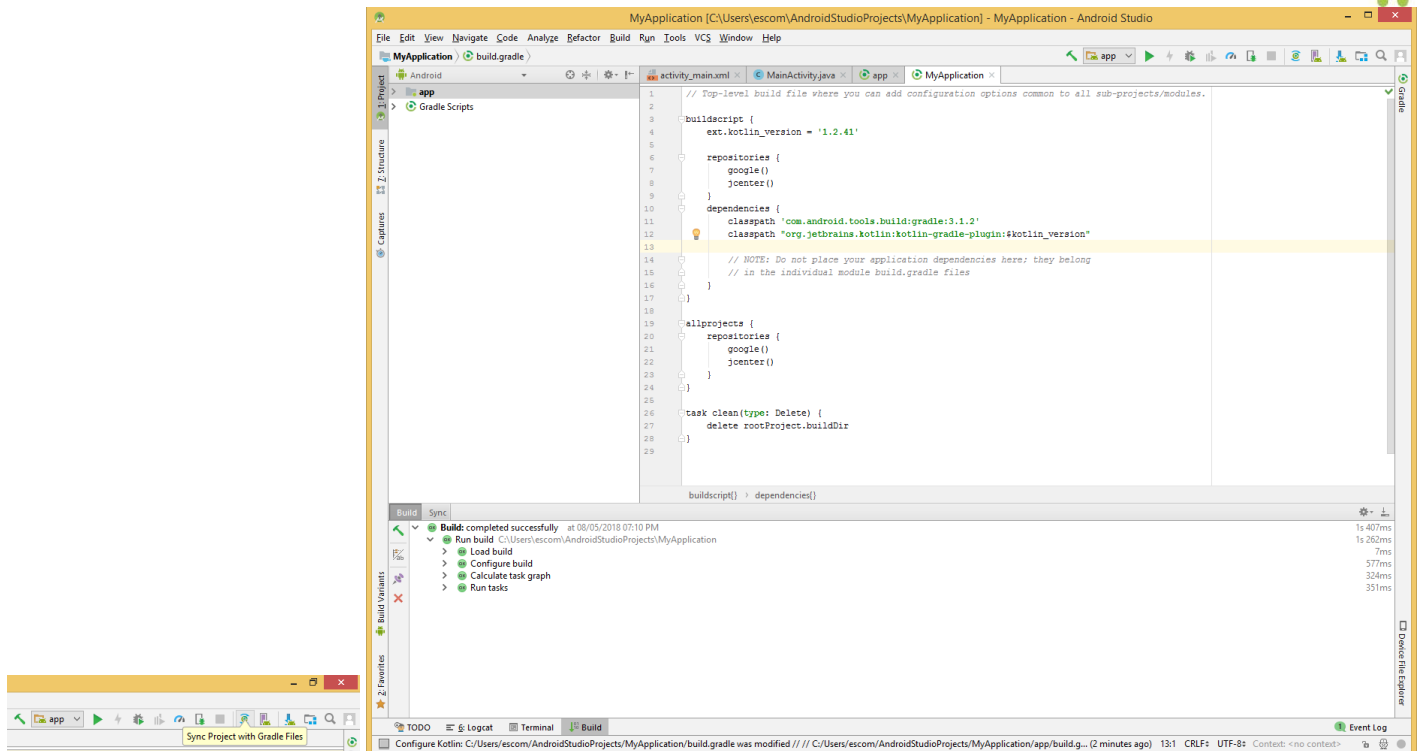 MyApplication [C:\Users\escom\AndroidStudioProjects\MyApplication] - MyApplication - Android Studio
File Edit View Navigate Code Analyze Refactor Build Run Tools VCS Window Help
MyApplication build.gradle app
Android activity_main.xml MainActivity.java app MyApplication
app
Gradle Scripts
1: Project
7: Structure
Captures
Build Variants
2: Favorites
Gradle
Device File Explorer
1 // Top-level build file where you can add configuration options common to all sub-projects/modules.
2
3 buildscript {
4 ext.kotlin_version = '1.2.41'
5
6 repositories {
7 google()
8 jcenter()
9 }
10 dependencies {
11 classpath 'com.android.tools.build:gradle:3.1.2'
12 classpath "org.jetbrains.kotlin:kotlin-gradle-plugin:$kotlin_version"
13
14 // NOTE: Do not place your application dependencies here; they belong
15 // in the individual module build.gradle files
16 }
17 }
18
19 allprojects {
20 repositories {
21 google()
22 jcenter()
23 }
24 }
25
26 task clean(type: Delete) {
27 delete rootProject.buildDir
28 }
29
buildscript{} dependencies{}
Build Sync
Build: completed successfully at 08/05/2018 07:10 PM 1s 407ms
Run build C:\Users\escom\AndroidStudioProjects\MyApplication 1s 262ms
Load build 7ms
Configure build 577ms
Calculate task graph 324ms
Run tasks 351ms
TODO 6: Logcat Terminal Build 1 Event Log
Configure Kotlin: C:/Users/escom/AndroidStudioProjects/MyApplication/build.gradle was modified // // C:/Users/escom/AndroidStudioProjects/MyApplication/app/build.g... (2 minutes ago) 13:1 CRLF UTF-8 Context: <no context>
app
Sync Project with Gradle Files